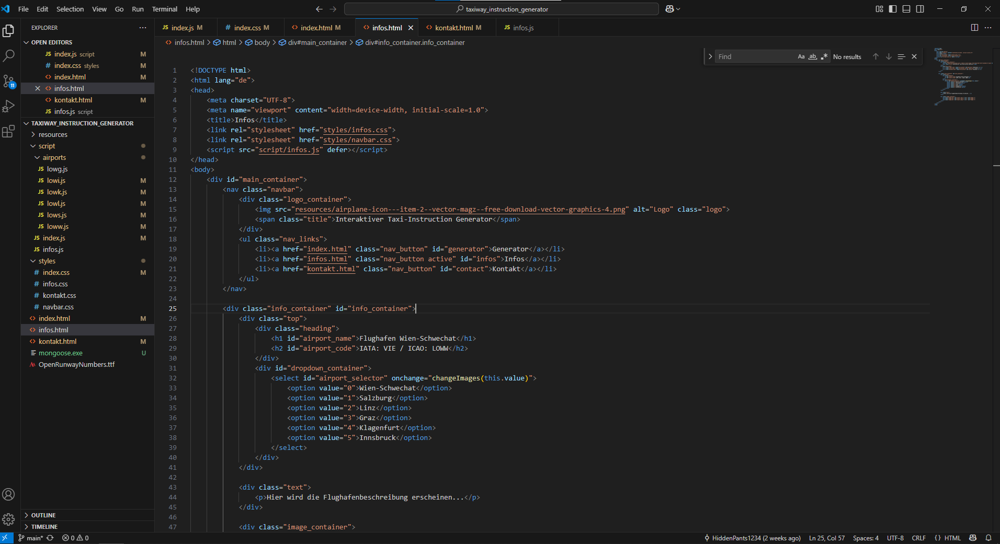 File Edit Selection View Go Run Terminal Help
taxiway_instruction_generator
EXPLORER
OPEN EDITORS
JS index.js script M
# index.css styles M
<> index.html M
<> infos.html
<> kontakt.html M
JS infos.js script
TAXIWAY_INSTRUCTION_GENERATOR
resources
script
airports
JS lowg.js
JS lowi.js M
JS lowk.js M
JS lowl.js M
JS lows.js M
JS loww.js M
JS index.js M
JS infos.js
styles
# index.css M
# infos.css
# kontakt.css
# navbar.css
<> index.html M
<> infos.html
<> kontakt.html M
mongoose.exe U
OpenRunwayNumbers.ttf
OUTLINE
TIMELINE
11
JS index.js M # index.css M <> index.html M <> infos.html <> kontakt.html M JS infos.js
<> infos.html > html > body > div#main_container > div#info_container.info_container
Find Aa ab .* No results
1 <!DOCTYPE html>
2 <html lang="de">
3 <head>
4 <meta charset="UTF-8">
5 <meta name="viewport" content="width=device-width, initial-scale=1.0">
6 <title>Infos</title>
7 <link rel="stylesheet" href="styles/infos.css">
8 <link rel="stylesheet" href="styles/navbar.css">
9 <script src="script/infos.js" defer></script>
10 </head>
11 <body>
12 <div id="main_container">
13 <nav class="navbar">
14 <div class="logo_container">
15 <img src="resources/airplane-icon---item-2--vector-magz--free-download-vector-graphics-4.png" alt="Logo" class="logo">
16 <span class="title">Interaktiver Taxi-Instruction Generator</span>
17 </div>
18 <ul class="nav_links">
19 <li><a href="index.html" class="nav_button" id="generator">Generator</a></li>
20 <li><a href="infos.html" class="nav_button active" id="infos">Infos</a></li>
21 <li><a href="kontakt.html" class="nav_button" id="contact">Kontakt</a></li>
22 </ul>
23 </nav>
24
25 <div class="info_container" id="info_container">
26 <div class="top">
27 <div class="heading">
28 <h1 id="airport_name">Flughafen Wien-Schwechat</h1>
29 <h2 id="airport_code">IATA: VIE / ICAO: LOWW</h2>
30 </div>
31 <div id="dropdown_container">
32 <select id="airport_selector" onchange="changeImages(this.value)">
33 <option value="0">Wien-Schwechat</option>
34 <option value="1">Salzburg</option>
35 <option value="2">Linz</option>
36 <option value="3">Graz</option>
37 <option value="4">Klagenfurt</option>
38 <option value="5">Innsbruck</option>
39 </select>
40 </div>
41 </div>
42
43 <div class="text">
44 <p>Hier wird die Flughafenbeschreibung erscheinen...</p>
45 </div>
46
47 <div class="image_container">
main* 0 0 HiddenPants1234 (2 weeks ago) Ln 25, Col 57 Spaces: 4 UTF-8 CRLF {} HTML